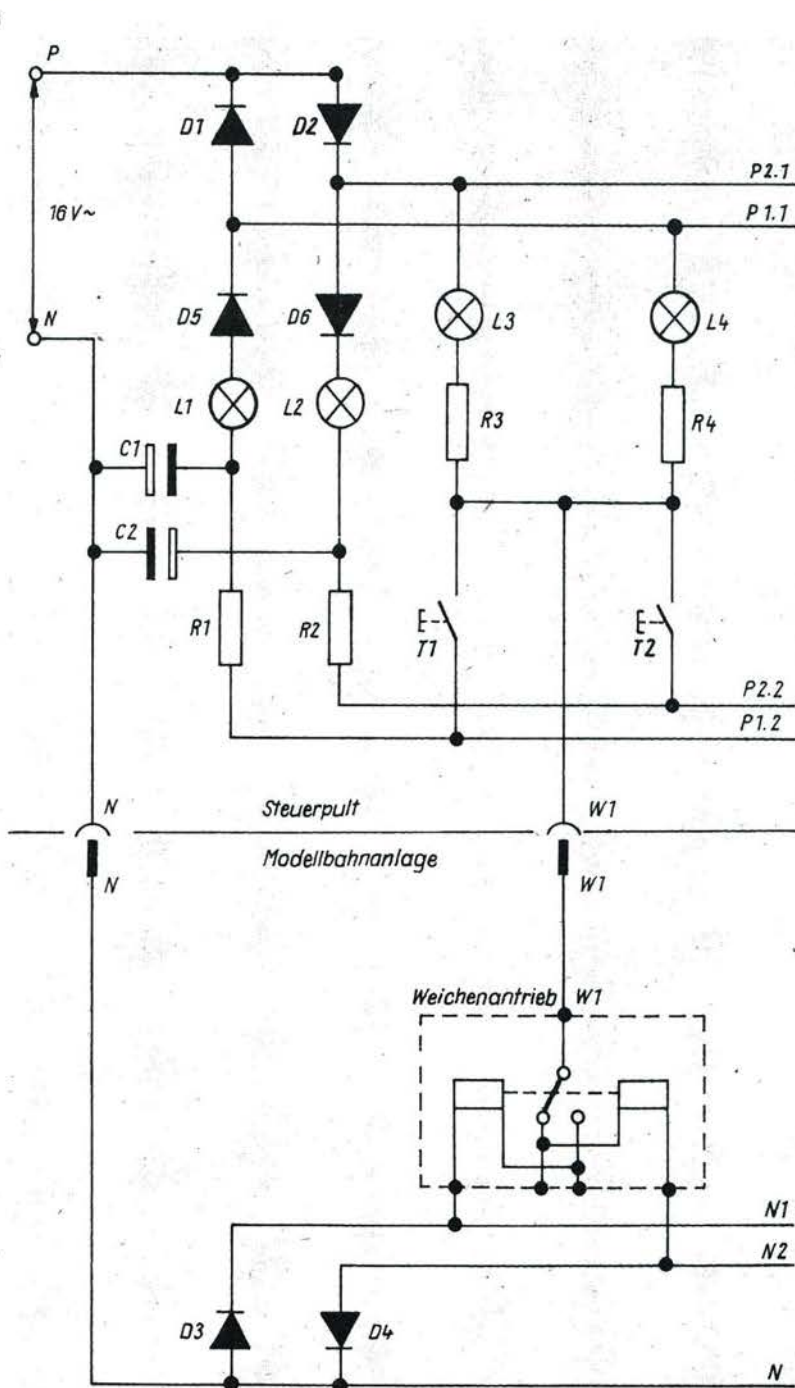 P
D1 D2
P2.1
16 V~
P1.1
N
D5 D6 L3 L4
L1 L2 R3 R4
C1
C2
R1 R2 T1 T2
P2.2
P1.2
N Steuerpult W1
N Modellbahnanlage W1
Weichenantrieb W1
N1
N2
D3 D4
N